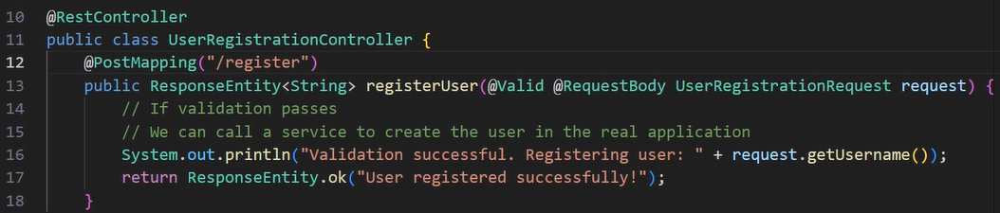 10 @RestController
11 public class UserRegistrationController {
12     @PostMapping("/register")
13     public ResponseEntity<String> registerUser(@Valid @RequestBody UserRegistrationRequest request) {
14         // If validation passes
15         // We can call a service to create the user in the real application
16         System.out.println("Validation successful. Registering user: " + request.getUsername());
17         return ResponseEntity.ok("User registered successfully!");
18     }